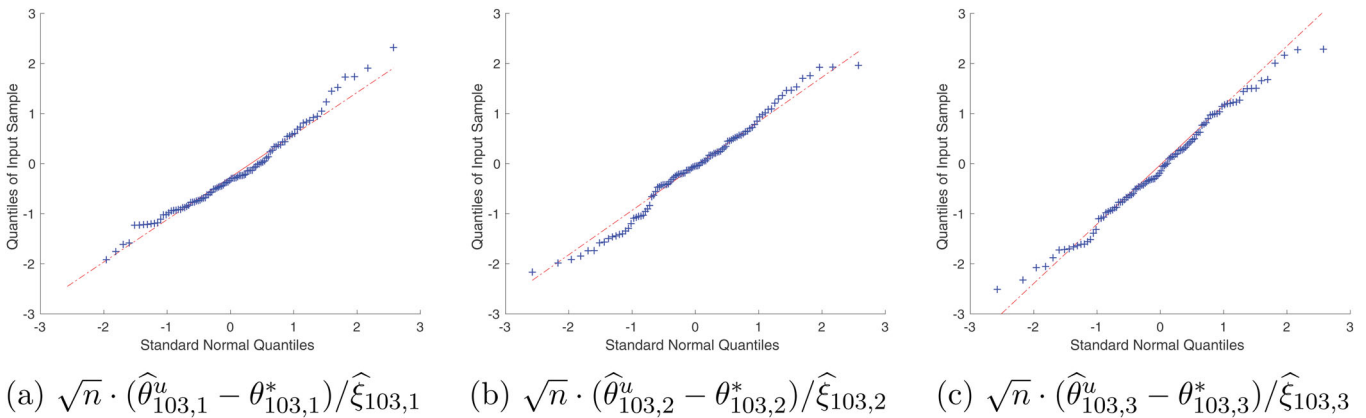 3
2
1
0
-1
-2
-3
Quantiles of Input Sample
-3 -2 -1 0 1 2 3
Standard Normal Quantiles
(a) √n · (θ̂ᵘ₁₀₃,₁ − θ*₁₀₃,₁)/ξ̂₁₀₃,₁
3
2
1
0
-1
-2
-3
Quantiles of Input Sample
-3 -2 -1 0 1 2 3
Standard Normal Quantiles
(b) √n · (θ̂ᵘ₁₀₃,₂ − θ*₁₀₃,₂)/ξ̂₁₀₃,₂
3
2
1
0
-1
-2
-3
Quantiles of Input Sample
-3 -2 -1 0 1 2 3
Standard Normal Quantiles
(c) √n · (θ̂ᵘ₁₀₃,₃ − θ*₁₀₃,₃)/ξ̂₁₀₃,₃